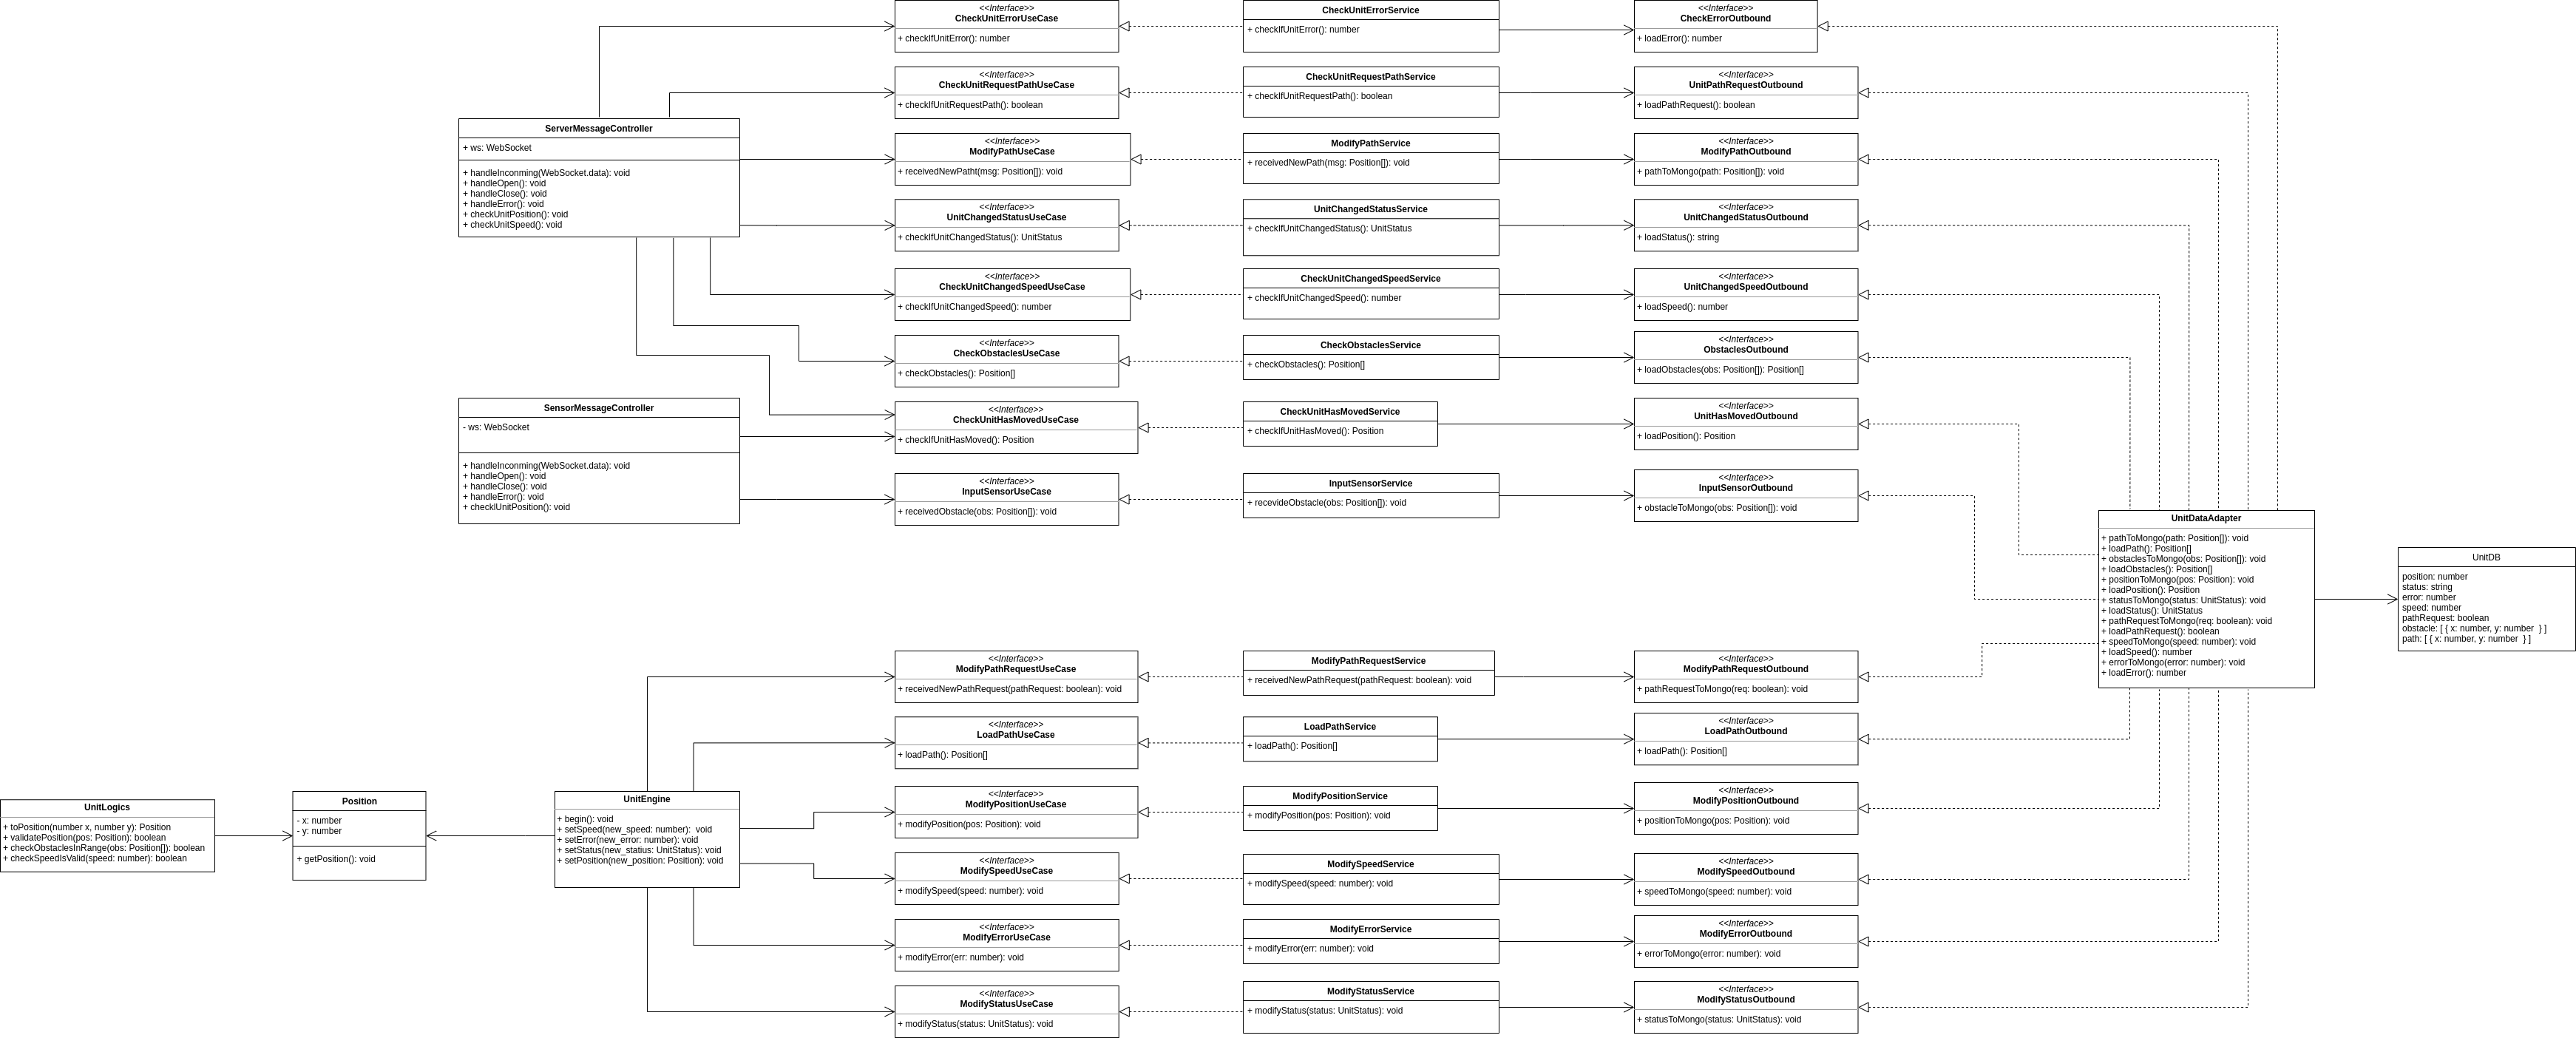 <<Interface>>
CheckUnitErrorUseCase
+ checkIfUnitError(): number
CheckUnitErrorService
+ checkIfUnitError(): number
<<Interface>>
CheckErrorOutbound
+ loadError(): number
<<Interface>>
CheckUnitRequestPathUseCase
+ checkIfUnitRequestPath(): boolean
CheckUnitRequestPathService
+ checkIfUnitRequestPath(): boolean
<<Interface>>
UnitPathRequestOutbound
+ loadPathRequest(): boolean
ServerMessageController
+ ws: WebSocket
+ handleInconming(WebSocket.data): void
+ handleOpen(): void
+ handleClose(): void
+ handleError(): void
+ checkUnitPosition(): void
+ checkUnitSpeed(): void
<<Interface>>
ModifyPathUseCase
+ receivedNewPatht(msg: Position[]): void
ModifyPathService
+ receivedNewPath(msg: Position[]): void
<<Interface>>
ModifyPathOutbound
+ pathToMongo(path: Position[]): void
<<Interface>>
UnitChangedStatusUseCase
+ checkIfUnitChangedStatus(): UnitStatus
UnitChangedStatusService
+ checkIfUnitChangedStatus(): UnitStatus
<<Interface>>
UnitChangedStatusOutbound
+ loadStatus(): string
<<Interface>>
CheckUnitChangedSpeedUseCase
+ checkIfUnitChangedSpeed(): number
CheckUnitChangedSpeedService
+ checkIfUnitChangedSpeed(): number
<<Interface>>
UnitChangedSpeedOutbound
+ loadSpeed(): number
<<Interface>>
CheckObstaclesUseCase
+ checkObstacles(): Position[]
CheckObstaclesService
+ checkObstacles(): Position[]
<<Interface>>
ObstaclesOutbound
+ loadObstacles(obs: Position[]): Position[]
SensorMessageController
- ws: WebSocket
+ handleInconming(WebSocket.data): void
+ handleOpen(): void
+ handleClose(): void
+ handleError(): void
+ checklUnitPosition(): void
<<Interface>>
CheckUnitHasMovedUseCase
+ checkIfUnitHasMoved(): Position
CheckUnitHasMovedService
+ checkIfUnitHasMoved(): Position
<<Interface>>
UnitHasMovedOutbound
+ loadPosition(): Position
<<Interface>>
InputSensorUseCase
+ receivedObstacle(obs: Position[]): void
InputSensorService
+ recevideObstacle(obs: Position[]): void
<<Interface>>
InputSensorOutbound
+ obstacleToMongo(obs: Position[]): void
UnitDataAdapter
+ pathToMongo(path: Position[]): void
+ loadPath(): Position[]
+ obstaclesToMongo(obs: Position[]): void
+ loadObstacles(): Position[]
+ positionToMongo(pos: Position): void
+ loadPosition(): Position
+ statusToMongo(status: UnitStatus): void
+ loadStatus(): UnitStatus
+ pathRequestToMongo(req: boolean): void
+ loadPathRequest(): boolean
+ speedToMongo(speed: number): void
+ loadSpeed(): number
+ errorToMongo(error: number): void
+ loadError(): number
UnitDB
position: number
status: string
error: number
speed: number
pathRequest: boolean
obstacle: [ { x: number, y: number } ]
path: [ { x: number, y: number } ]
<<Interface>>
ModifyPathRequestUseCase
+ receivedNewPathRequest(pathRequest: boolean): void
ModifyPathRequestService
+ receivedNewPathRequest(pathRequest: boolean): void
<<Interface>>
ModifyPathRequestOutbound
+ pathRequestToMongo(req: boolean): void
<<Interface>>
LoadPathUseCase
+ loadPath(): Position[]
LoadPathService
+ loadPath(): Position[]
<<Interface>>
LoadPathOutbound
+ loadPath(): Position[]
UnitLogics
+ toPosition(number x, number y): Position
+ validatePosition(pos: Position): boolean
+ checkObstaclesInRange(obs: Position[]): boolean
+ checkSpeedIsValid(speed: number): boolean
Position
- x: number
- y: number
+ getPosition(): void
UnitEngine
+ begin(): void
+ setSpeed(new_speed: number): void
+ setError(new_error: number): void
+ setStatus(new_statius: UnitStatus): void
+ setPosition(new_position: Position): void
<<Interface>>
ModifyPositionUseCase
+ modifyPosition(pos: Position): void
ModifyPositionService
+ modifyPosition(pos: Position): void
<<Interface>>
ModifyPositionOutbound
+ positionToMongo(pos: Position): void
<<Interface>>
ModifySpeedUseCase
+ modifySpeed(speed: number): void
ModifySpeedService
+ modifySpeed(speed: number): void
<<Interface>>
ModifySpeedOutbound
+ speedToMongo(speed: number): void
<<Interface>>
ModifyErrorUseCase
+ modifyError(err: number): void
ModifyErrorService
+ modifyError(err: number): void
<<Interface>>
ModifyErrorOutbound
+ errorToMongo(error: number): void
<<Interface>>
ModifyStatusUseCase
+ modifyStatus(status: UnitStatus): void
ModifyStatusService
+ modifyStatus(status: UnitStatus): void
<<Interface>>
ModifyStatusOutbound
+ statusToMongo(status: UnitStatus): void